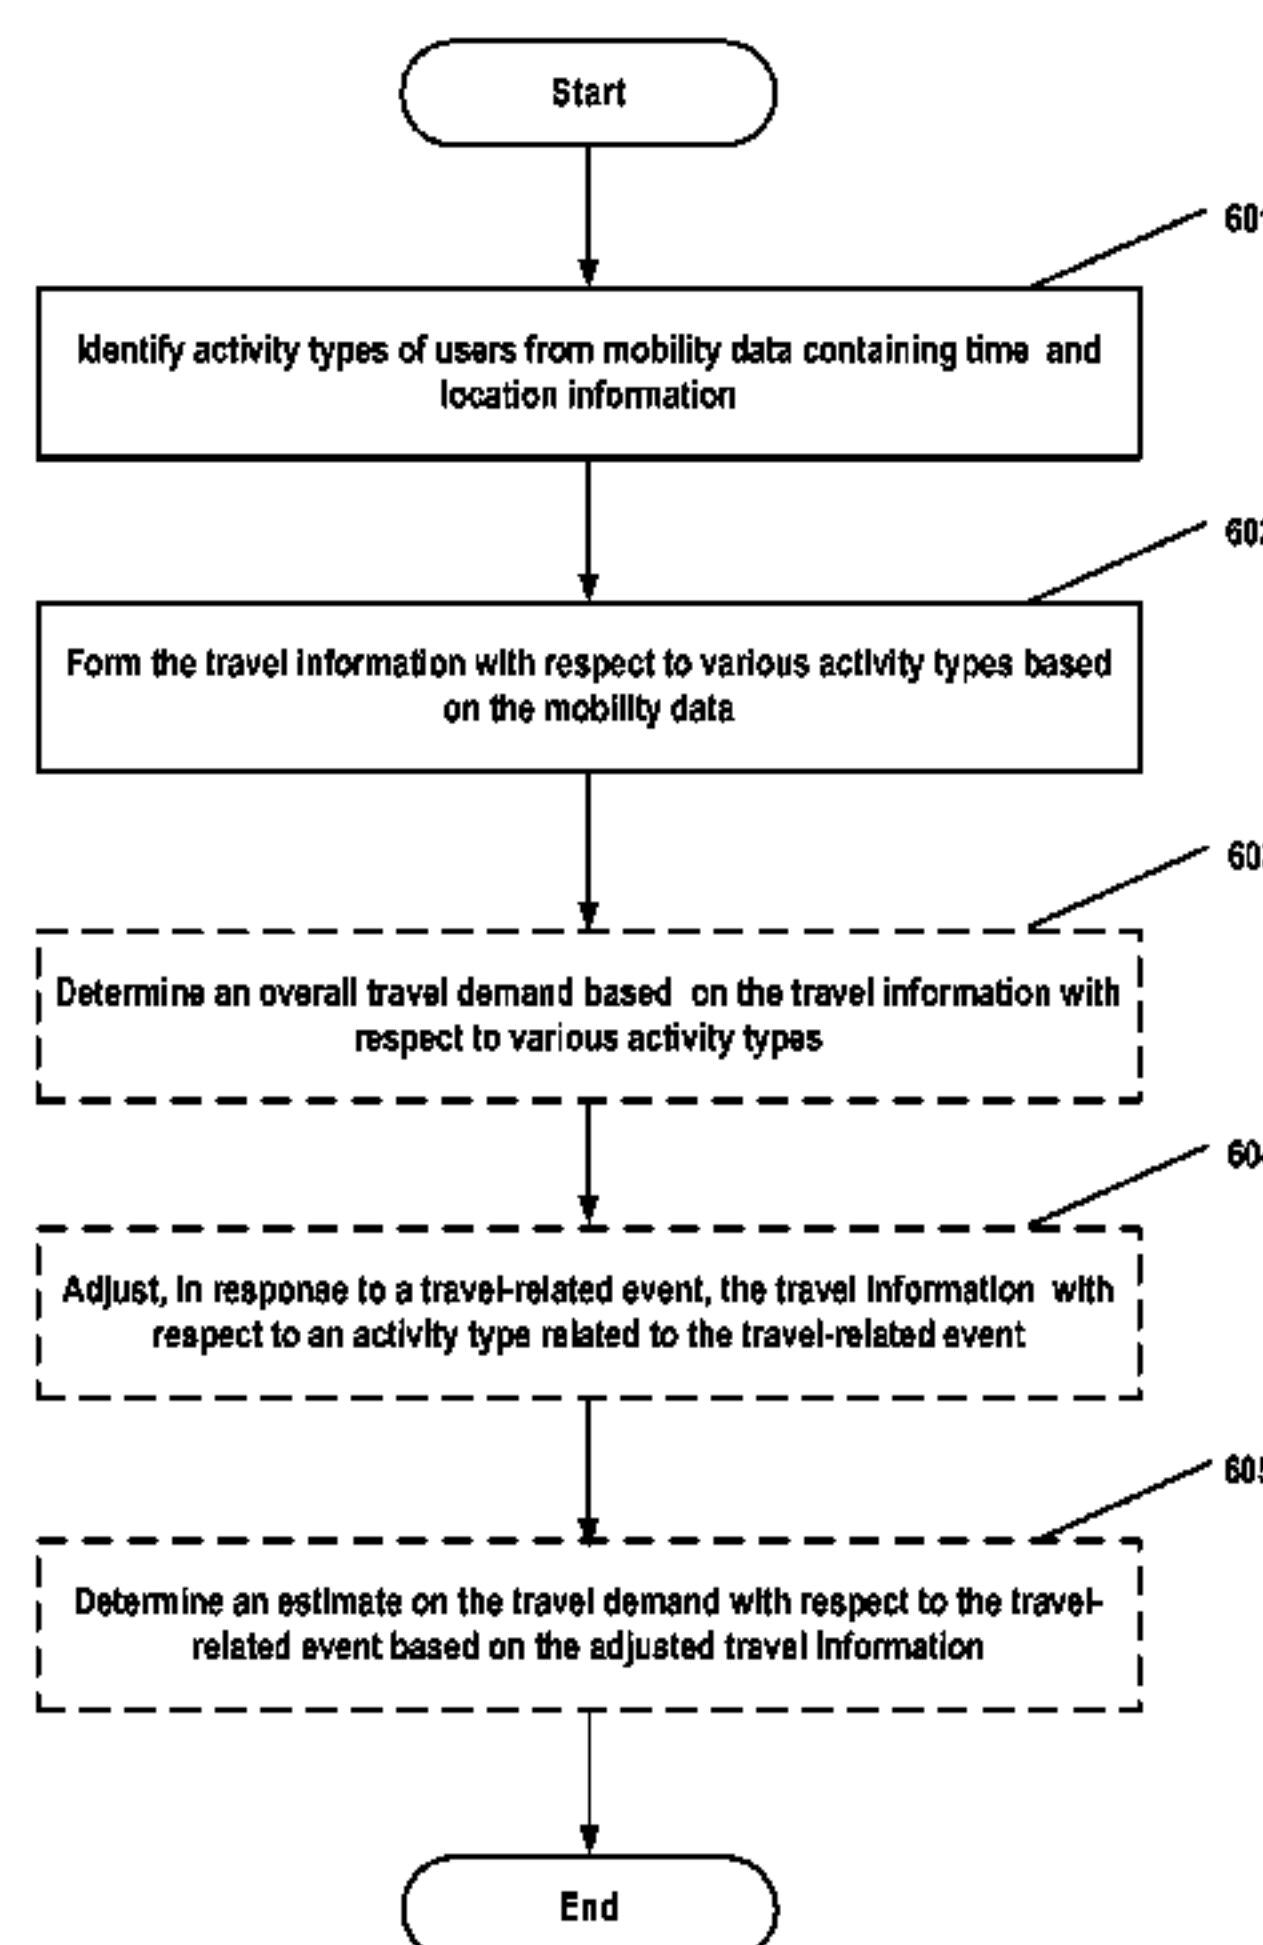 Start
601
Identify activity types of users from mobility data containing time and
location information
602
Form the travel information with respect to various activity types based
on the mobility data
603
Determine an overall travel demand based on the travel information with
respect to various activity types
604
Adjust, in response to a travel-related event, the travel information with
respect to an activity type related to the travel-related event
605
Determine an estimate on the travel demand with respect to the travel-
related event based on the adjusted travel information
End